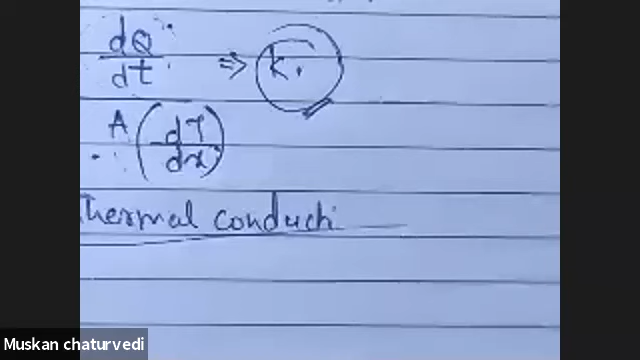 dQ
dt ⇒ K.
A (dT
dx)
thermal conducti
Muskan chaturvedi